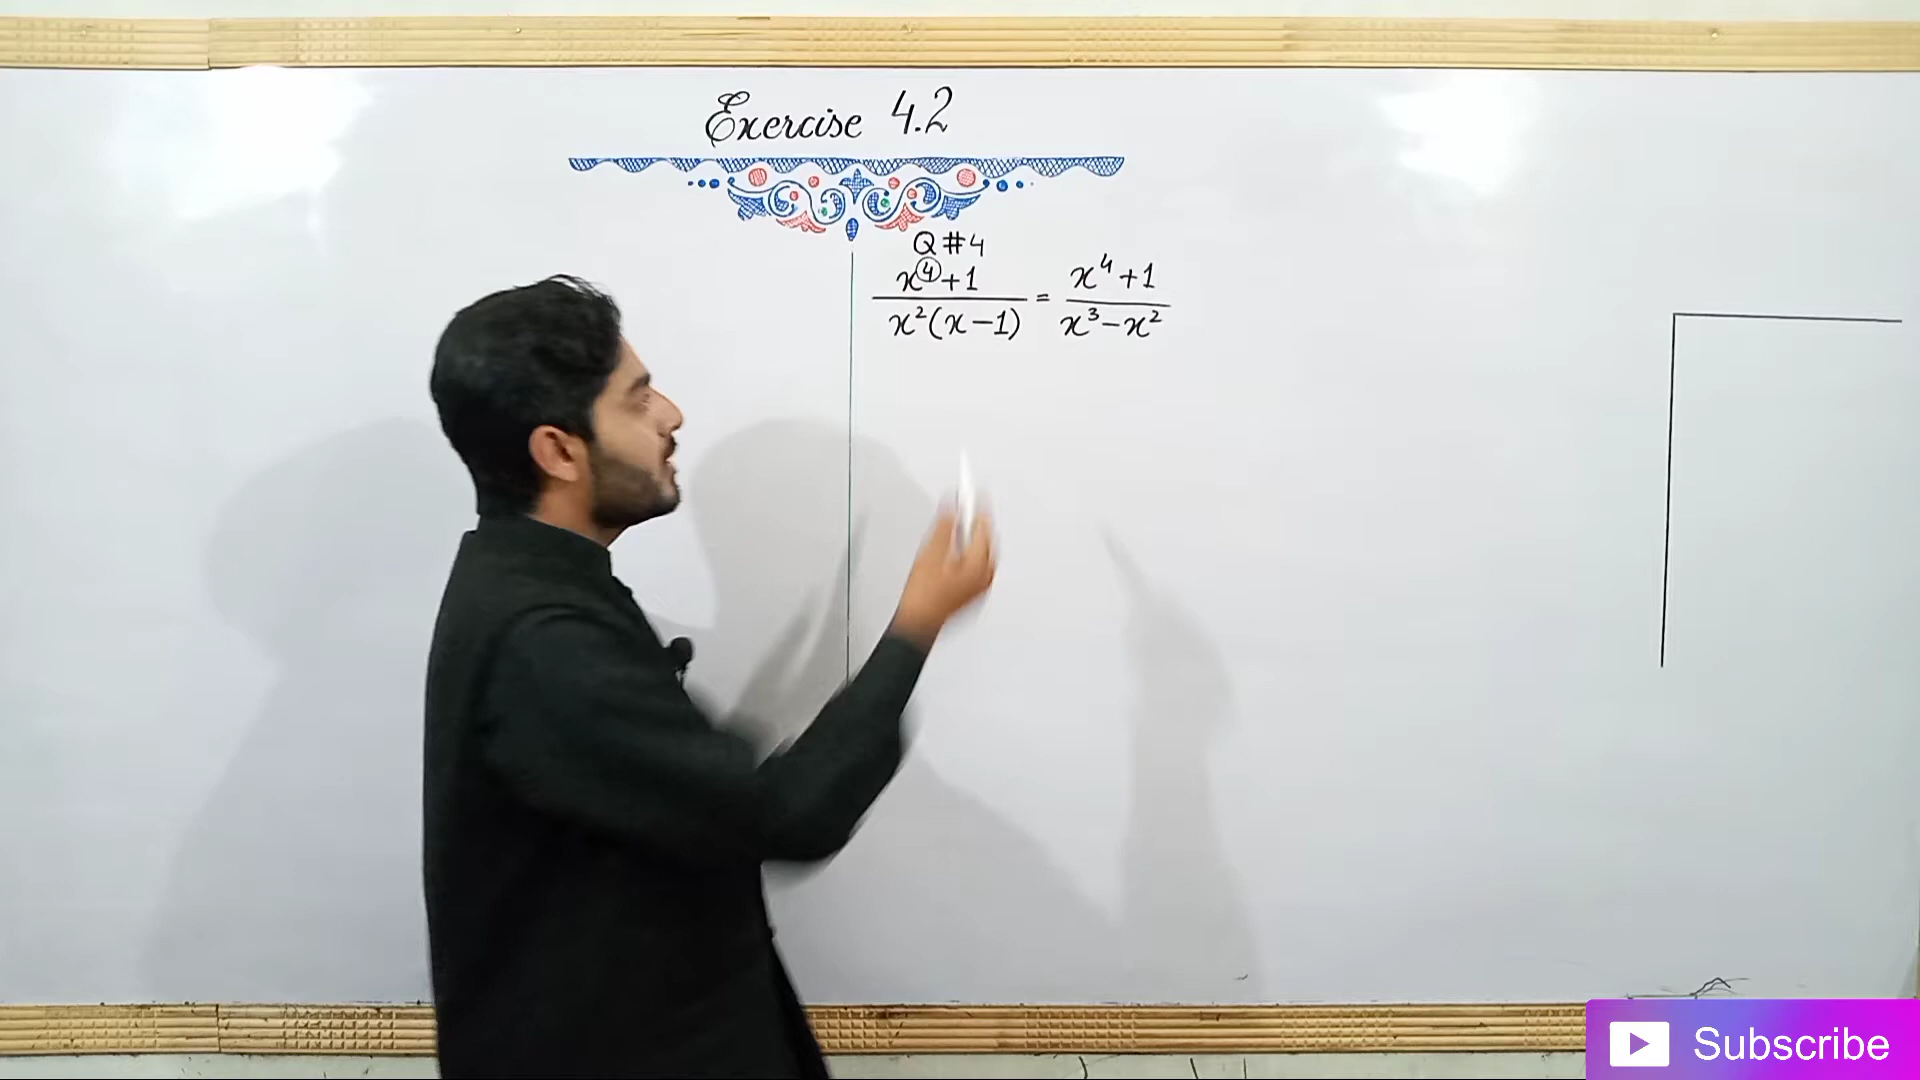 Exercise 4.2
Q #4
x⁴+1 / x²(x−1) = x⁴+1 / x³−x²
Subscribe